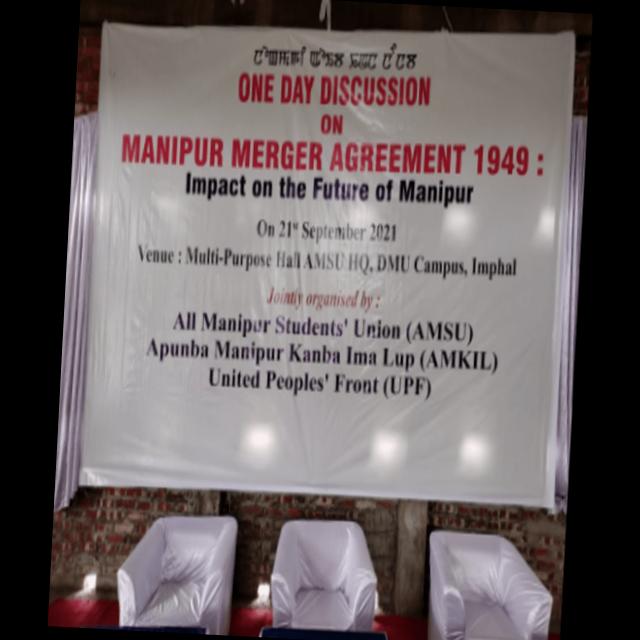 ONE DAY DISCUSSION
ON
MANIPUR MERGER AGREEMENT 1949 :
Impact on the Future of Manipur
On 21st September 2021
Venue : Multi-Purpose Hall AMSU HQ, DMU Campus, Imphal
Jointly organised by :
All Manipur Students' Union (AMSU)
Apunba Manipur Kanba Ima Lup (AMKIL)
United Peoples' Front (UPF)